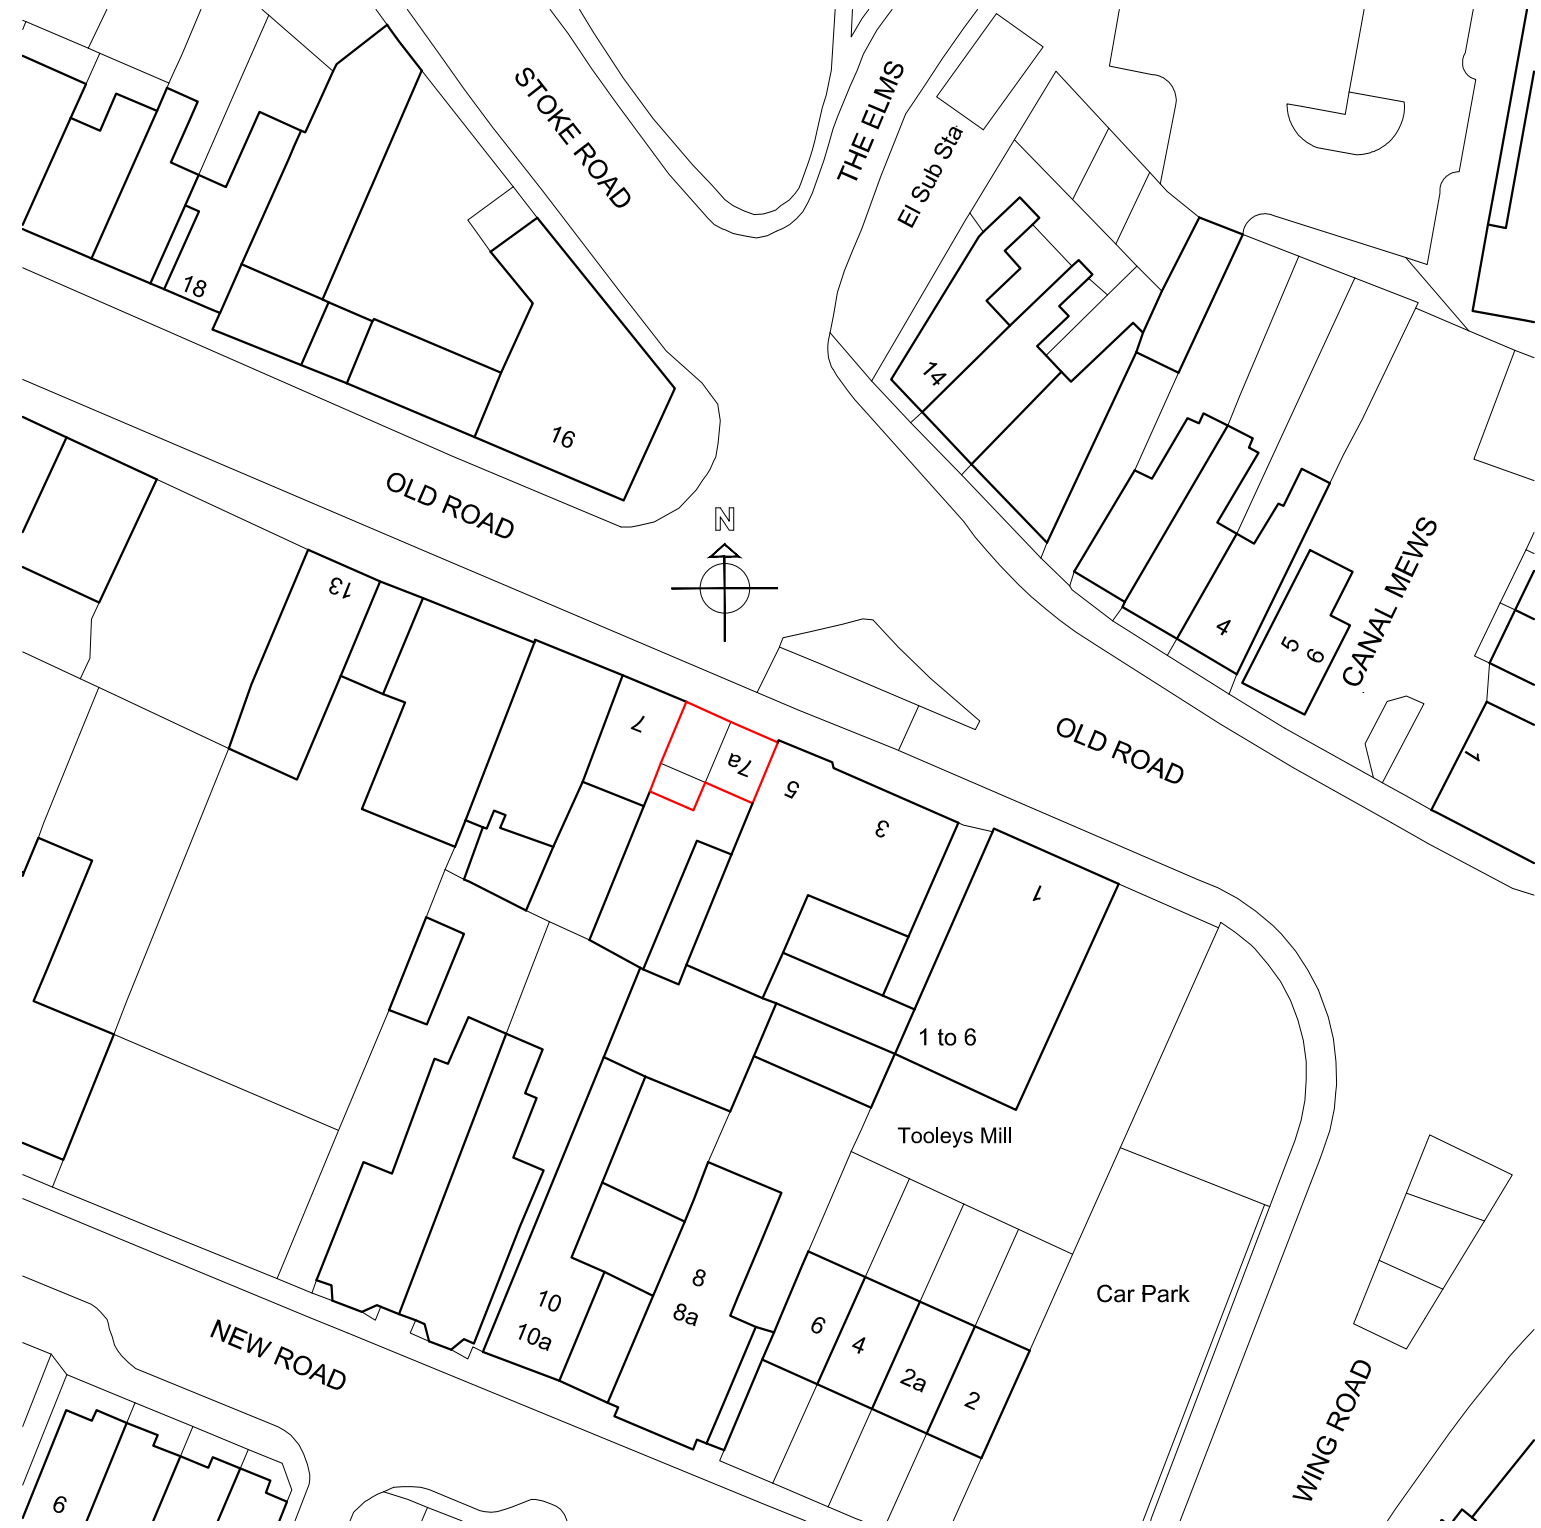 STOKE ROAD
THE ELMS
El Sub Sta
18
14
16
OLD ROAD
N
13
CANAL MEWS
4
5
6
7
7a
5
3
OLD ROAD
1
1
1 to 6
Tooleys Mill
8
8a
10
10a
6
4
2a
2
Car Park
NEW ROAD
WING ROAD
6